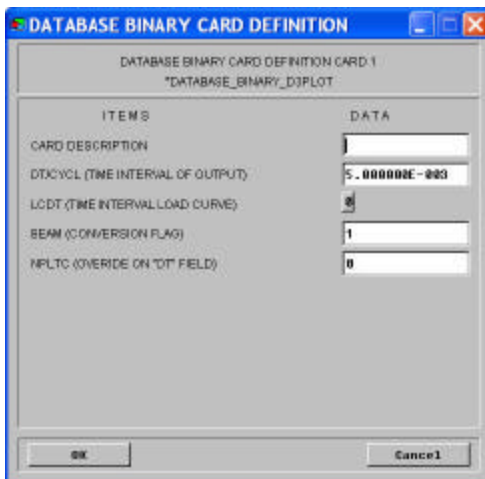 DATABASE BINARY CARD DEFINITION
DATABASE BINARY CARD DEFINITION CARD 1
*DATABASE_BINARY_D3PLOT
ITEMS DATA
CARD DESCRIPTION
DT/CYCL (TIME INTERVAL OF OUTPUT) 5.000000E-003
LCDT (TIME INTERVAL LOAD CURVE) 0
BEAM (CONVERSION FLAG) 1
NPLTC (OVERIDE ON "DT" FIELD) 0
OK Cancel